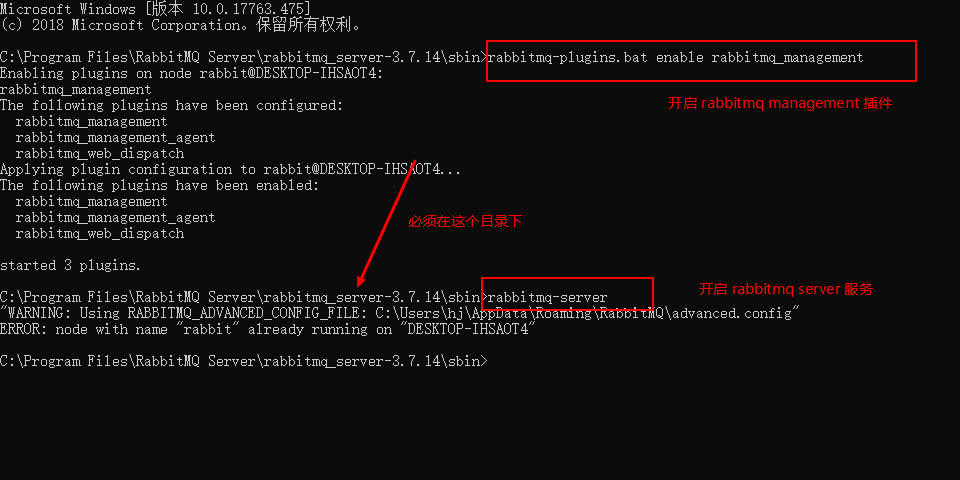 Microsoft Windows [版本 10.0.17763.475]
(c) 2018 Microsoft Corporation。保留所有权利。
C:\Program Files\RabbitMQ Server\rabbitmq_server-3.7.14\sbin>rabbitmq-plugins.bat enable rabbitmq_management
Enabling plugins on node rabbit@DESKTOP-IHSAOT4:
rabbitmq_management
The following plugins have been configured:
rabbitmq_management
rabbitmq_management_agent
rabbitmq_web_dispatch
Applying plugin configuration to rabbit@DESKTOP-IHSAOT4...
The following plugins have been enabled:
rabbitmq_management
rabbitmq_management_agent
rabbitmq_web_dispatch
started 3 plugins.
C:\Program Files\RabbitMQ Server\rabbitmq_server-3.7.14\sbin>rabbitmq-server
"WARNING: Using RABBITMQ_ADVANCED_CONFIG_FILE: C:\Users\hj\AppData\Roaming\RabbitMQ\advanced.config"
ERROR: node with name "rabbit" already running on "DESKTOP-IHSAOT4"
C:\Program Files\RabbitMQ Server\rabbitmq_server-3.7.14\sbin>
开启 rabbitmq management 插件
必须在这个目录下
开启 rabbitmq server 服务